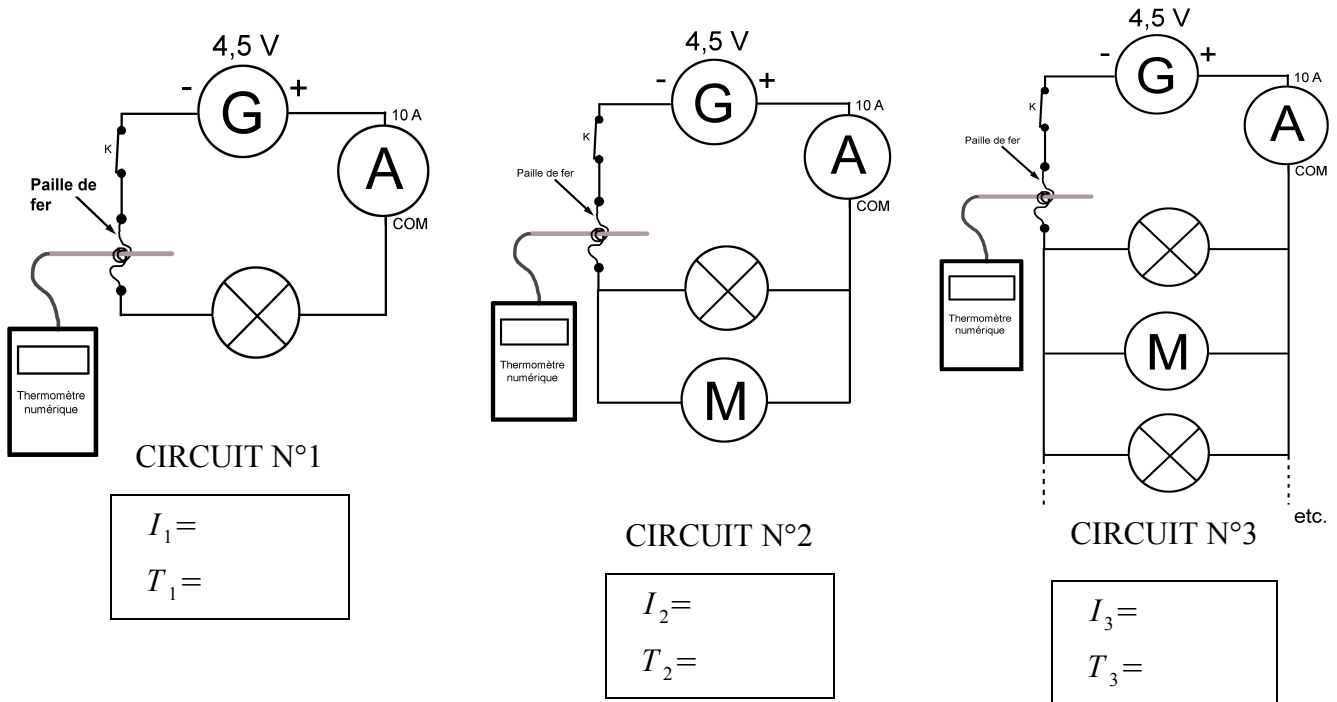 4,5 V
- G +
10 A
K
A
COM
Paille de
fer
Thermomètre
numérique
CIRCUIT N°1
I₁=
T₁=
4,5 V
- G +
10 A
K
A
COM
Paille de fer
Thermomètre
numérique
M
CIRCUIT N°2
I₂=
T₂=
4,5 V
- G +
10 A
K
A
COM
Paille de fer
Thermomètre
numérique
M
etc.
CIRCUIT N°3
I₃=
T₃=